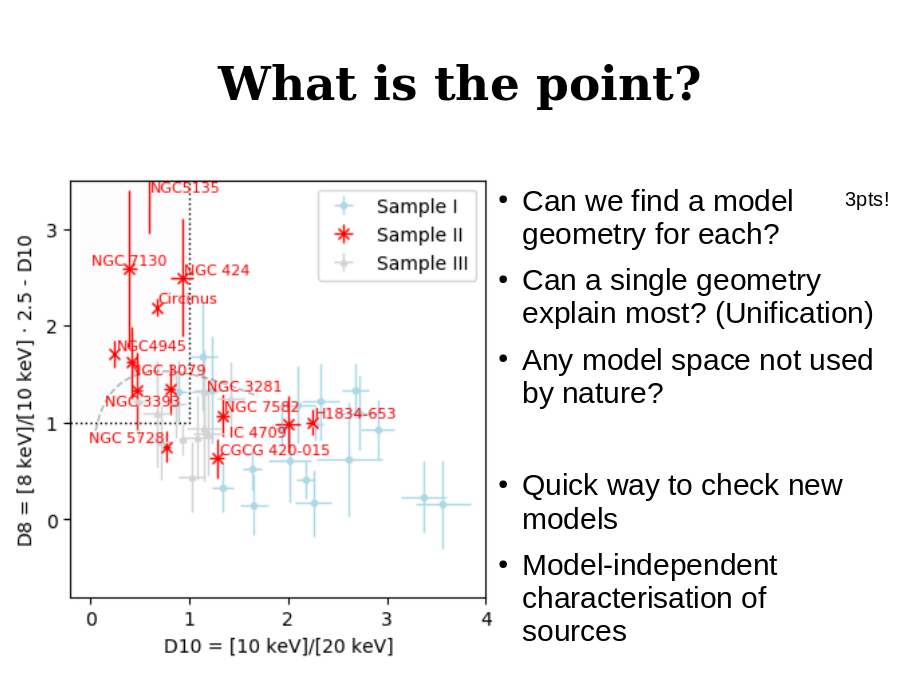 What is the point?
NGC5135
NGC 7130
NGC 424
Circinus
NGC4945
NGC 3079
NGC 3393
NGC 3281
NGC 7582
H1834-653
NGC 5728
IC 4709
CGCG 420-015
Sample I
Sample II
Sample III
3
2
1
0
0 1 2 3 4
D8 = [8 keV]/[10 keV] · 2.5 - D10
D10 = [10 keV]/[20 keV]
• Can we find a model
geometry for each?
3pts!
• Can a single geometry
explain most? (Unification)
• Any model space not used
by nature?
• Quick way to check new
models
• Model-independent
characterisation of
sources